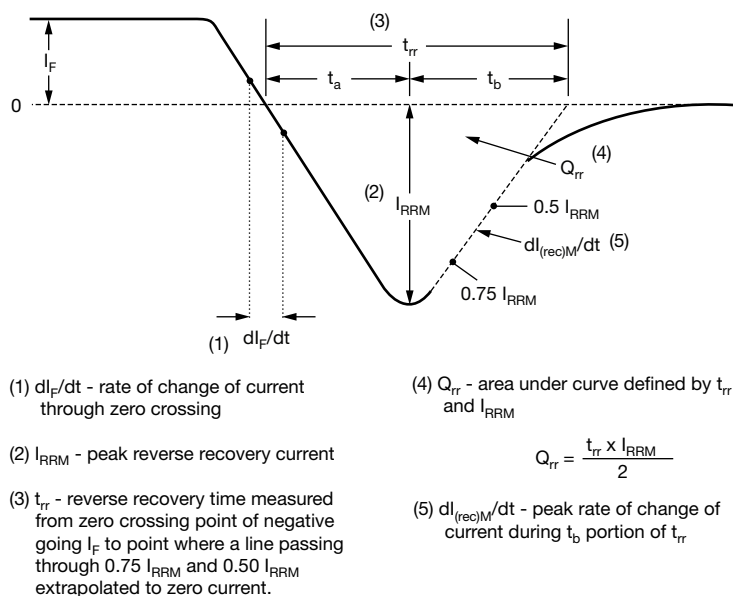 (3)
t_rr
I_F
t_a
t_b
0
Q_rr (4)
(2) I_RRM
0.5 I_RRM
dI_(rec)M/dt (5)
0.75 I_RRM
(1) dI_F/dt
(1) dI_F/dt - rate of change of current
through zero crossing
(2) I_RRM - peak reverse recovery current
(3) t_rr - reverse recovery time measured
from zero crossing point of negative
going I_F to point where a line passing
through 0.75 I_RRM and 0.50 I_RRM
extrapolated to zero current.
(4) Q_rr - area under curve defined by t_rr
and I_RRM
Q_rr = t_rr x I_RRM / 2
(5) dI_(rec)M/dt - peak rate of change of
current during t_b portion of t_rr